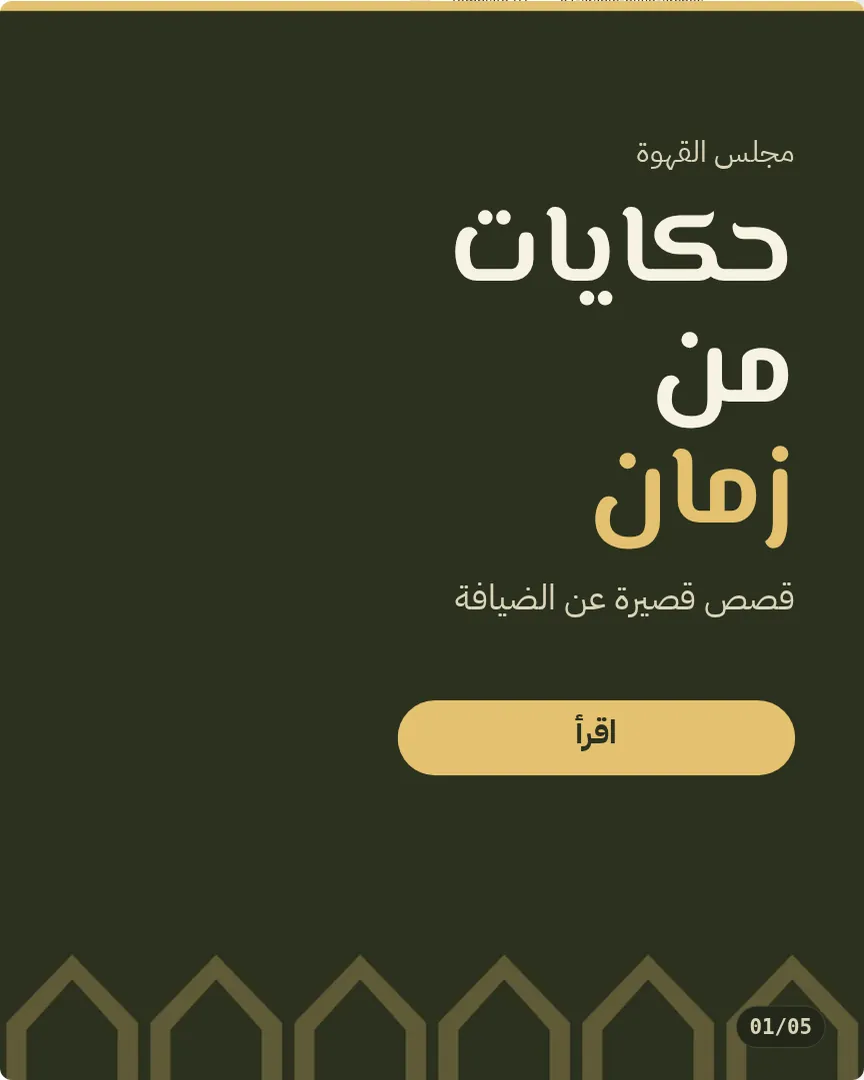 مجلس القهوة
حكايات
من
زمان
قصص قصيرة عن الضيافة
اقرأ
01/05